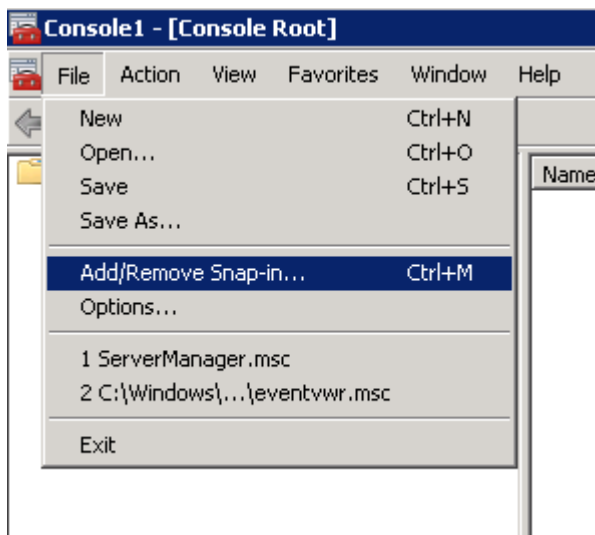 Console1 - [Console Root]
File Action View Favorites Window Help
New Ctrl+N
Open... Ctrl+O
Save Ctrl+S
Save As...
Name
Add/Remove Snap-in... Ctrl+M
Options...
1 ServerManager.msc
2 C:\Windows\...\eventvwr.msc
Exit